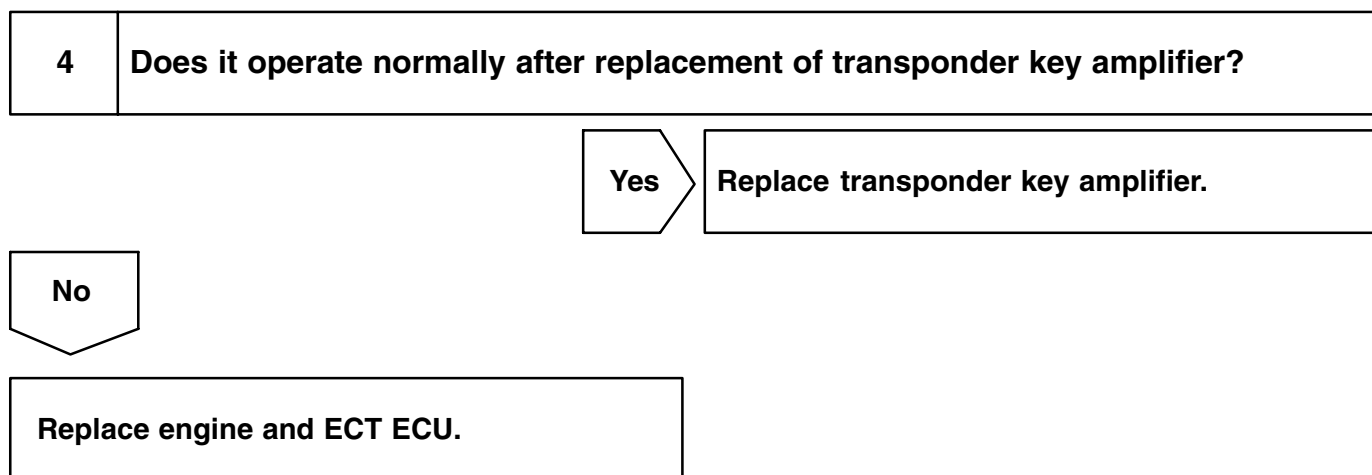 4 Does it operate normally after replacement of transponder key amplifier?
Yes Replace transponder key amplifier.
No
Replace engine and ECT ECU.